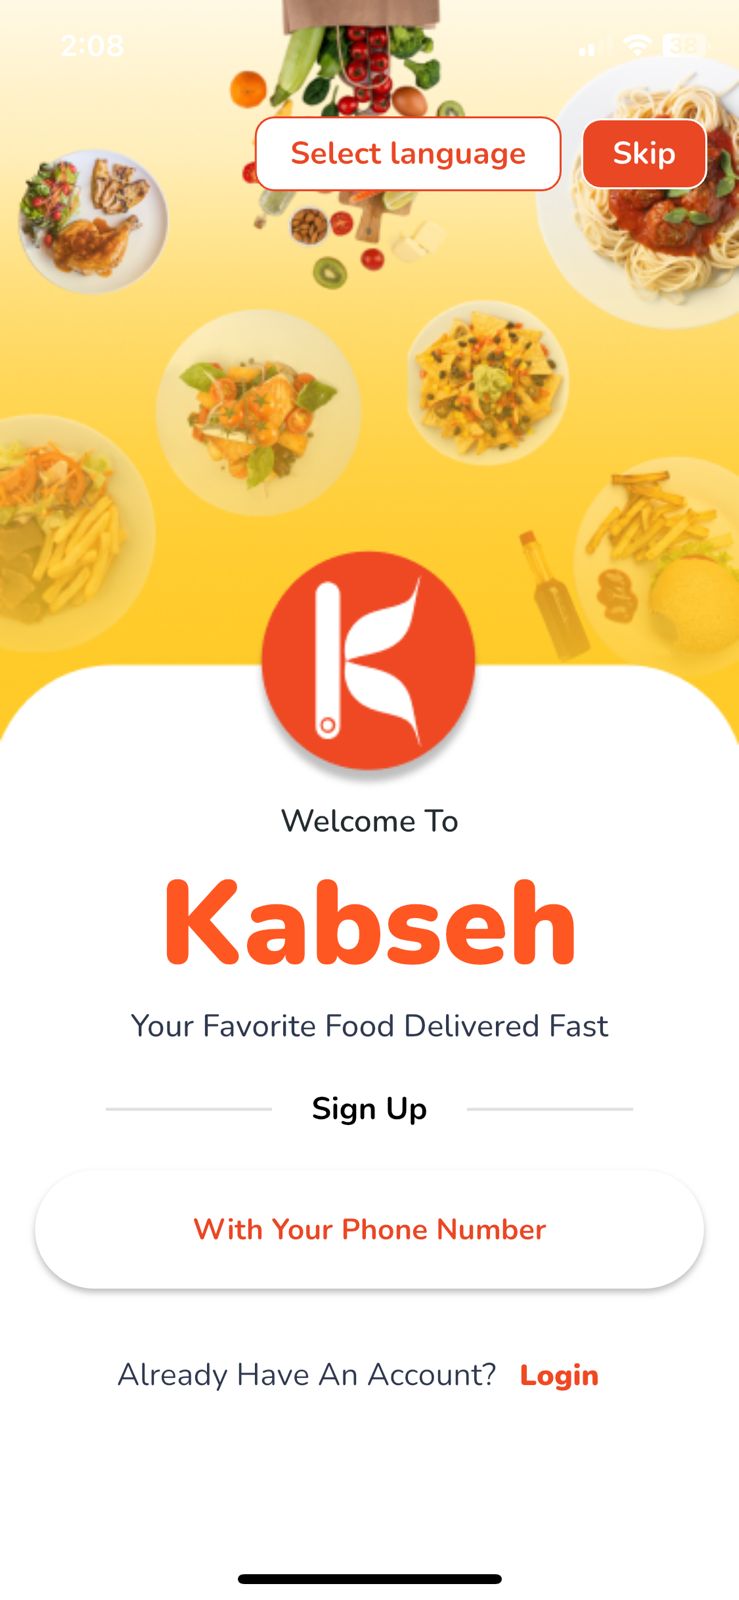 2:08
38
Select language
Skip
Welcome To
Kabseh
Your Favorite Food Delivered Fast
Sign Up
With Your Phone Number
Already Have An Account? Login